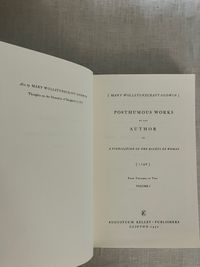 Also by MARY WOLLSTONECRAFT GODWIN
Thoughts on the Education of Daughters
[ MARY WOLLSTONECRAFT GODWIN ]
POSTHUMOUS WORKS
OF THE
AUTHOR
OF
A VINDICATION OF THE RIGHTS OF WOMAN
[ 1798 ]
Four Volumes in Two
VOLUME I
AUGUSTUS M. KELLEY · PUBLISHERS
CLIFTON 1972